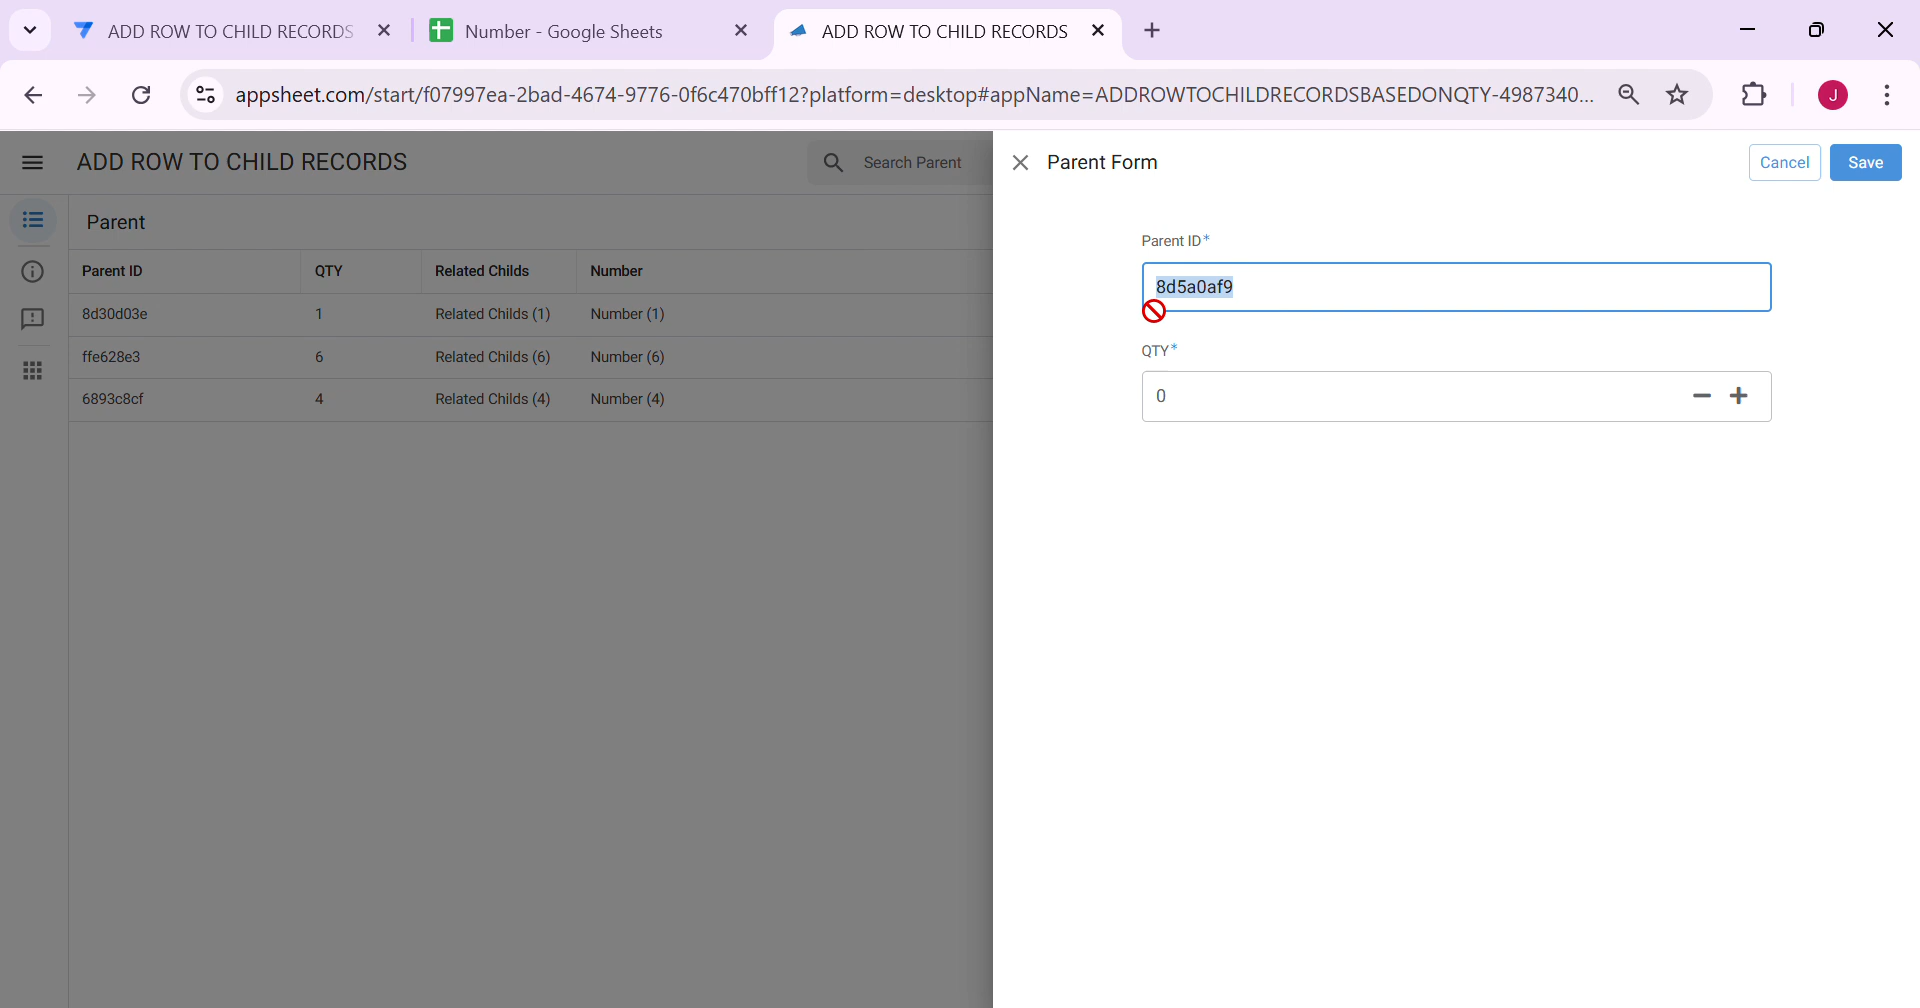 ADD ROW TO CHILD RECORDS
Number - Google Sheets
ADD ROW TO CHILD RECORDS
appsheet.com/start/f07997ea-2bad-4674-9776-0f6c470bff12?platform=desktop#appName=ADDROWTOCHILDRECORDSBASEDONQTY-4987340...
J
ADD ROW TO CHILD RECORDS
Search Parent
Parent
Parent ID QTY Related Childs Number
8d30d03e 1 Related Childs (1) Number (1)
ffe628e3 6 Related Childs (6) Number (6)
6893c8cf 4 Related Childs (4) Number (4)
Parent Form
Cancel
Save
Parent ID*
8d5a0af9
QTY*
0